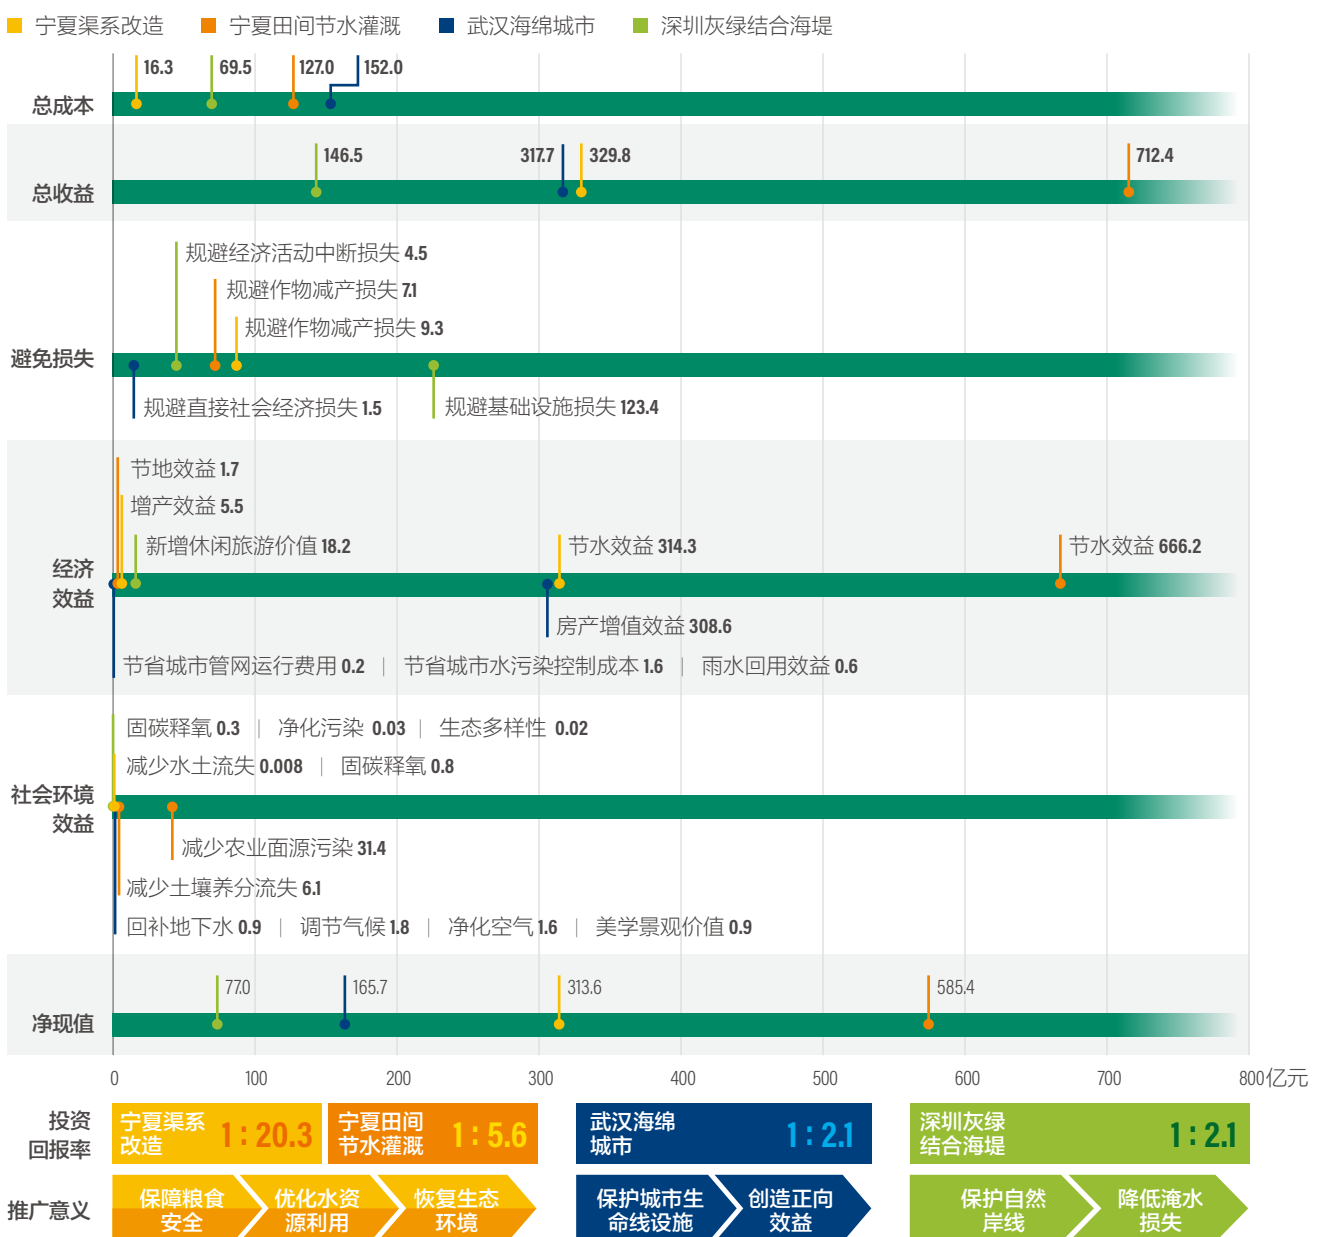 宁夏渠系改造 宁夏田间节水灌溉 武汉海绵城市 深圳灰绿结合海堤
16.3 69.5 127.0 152.0
总成本
146.5 317.7 329.8 712.4
总收益
规避经济活动中断损失 4.5
规避作物减产损失 7.1
规避作物减产损失 9.3
避免损失
规避直接社会经济损失 1.5 规避基础设施损失 123.4
节地效益 1.7
增产效益 5.5
新增休闲旅游价值 18.2 节水效益 314.3 节水效益 666.2
经济
效益
房产增值效益 308.6
节省城市管网运行费用 0.2 | 节省城市水污染控制成本 1.6 | 雨水回用效益 0.6
固碳释氧 0.3 | 净化污染 0.03 | 生态多样性 0.02
减少水土流失 0.008 | 固碳释氧 0.8
社会环境
效益
减少农业面源污染 31.4
减少土壤养分流失 6.1
回补地下水 0.9 | 调节气候 1.8 | 净化空气 1.6 | 美学景观价值 0.9
77.0 165.7 313.6 585.4
净现值
0 100 200 300 400 500 600 700 800亿元
投资
回报率
宁夏渠系
改造
1 : 20.3
宁夏田间
节水灌溉
1 : 5.6
武汉海绵
城市
1 : 2.1
深圳灰绿
结合海堤
1 : 2.1
推广意义
保障粮食
安全
优化水资
源利用
恢复生态
环境
保护城市生
命线设施
创造正向
效益
保护自然
岸线
降低淹水
损失